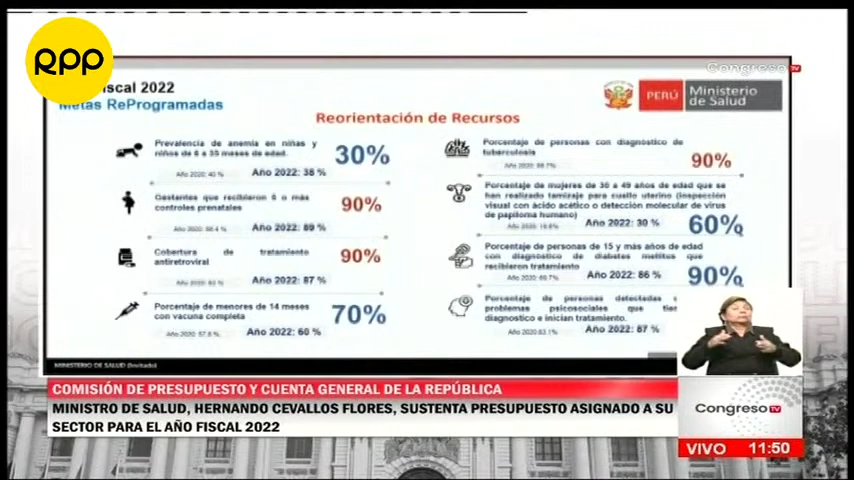 rpp
Congreso TV
fiscal 2022
Metas ReProgramadas
PERÚ
Ministerio
de Salud
Reorientación de Recursos
Prevalencia de anemia en niñas y
niños de 6 a 35 meses de edad.
30%
Año 2020: 40 %
Año 2022: 38 %
Gestantes que recibieron 6 o más
controles prenatales
90%
Año 2022: 89 %
Cobertura de tratamiento
antiretroviral
90%
Año 2022: 87 %
Porcentaje de menores de 14 meses
con vacuna completa
70%
Año 2022: 60 %
Porcentaje de personas con diagnóstico de
tuberculosis
90%
Porcentaje de mujeres de 30 a 49 años de edad que se
han realizado tamizaje para cuello uterino (inspección
visual con ácido acético o detección molecular de virus
de papiloma humano)
Año 2022: 30 %
60%
Porcentaje de personas de 15 y más años de edad
con diagnóstico de diabetes mellitus que
recibieron tratamiento
Año 2022: 86 %
90%
Porcentaje de personas detectadas
problemas psicosociales que
diagnostico e inician tratamiento.
Año 2022: 87 %
MINISTERIO DE SALUD (Invitado)
COMISIÓN DE PRESUPUESTO Y CUENTA GENERAL DE LA REPÚBLICA
MINISTRO DE SALUD, HERNANDO CEVALLOS FLORES, SUSTENTA PRESUPUESTO ASIGNADO A SU
SECTOR PARA EL AÑO FISCAL 2022
Congreso TV
VIVO 11:50